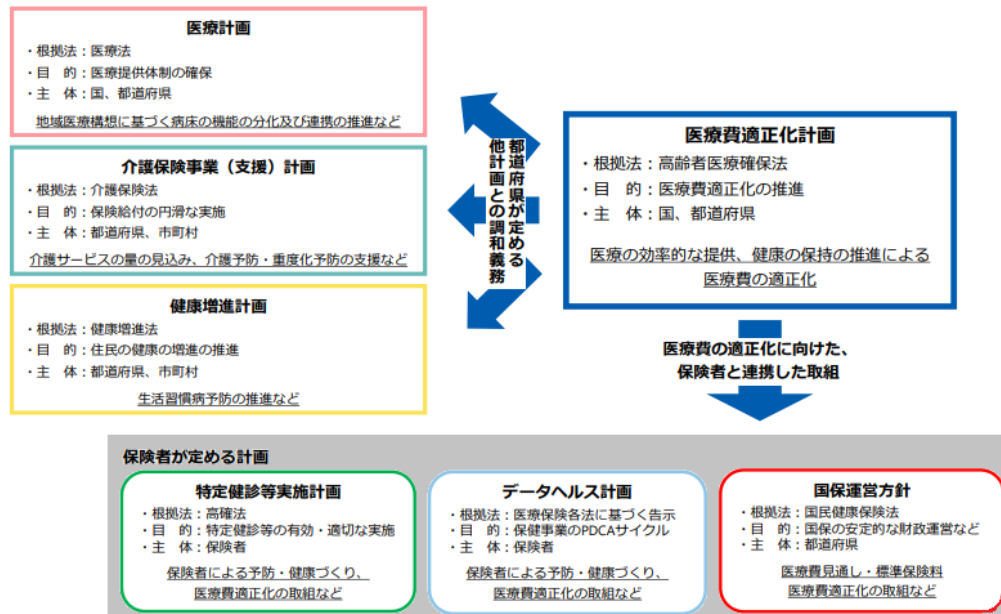 医療計画
・根拠法：医療法
・目　的：医療提供体制の確保
・主　体：国、都道府県
地域医療構想に基づく病床の機能の分化及び連携の推進など
介護保険事業（支援）計画
・根拠法：介護保険法
・目　的：保険給付の円滑な実施
・主　体：都道府県、市町村
介護サービスの量の見込み、介護予防・重度化予防の支援など
健康増進計画
・根拠法：健康増進法
・目　的：住民の健康の増進の推進
・主　体：都道府県、市町村
生活習慣病予防の推進など
都道府県が定める
他計画との調和義務
医療費適正化計画
・根拠法：高齢者医療確保法
・目　的：医療費適正化の推進
・主　体：国、都道府県
医療の効率的な提供、健康の保持の推進による
医療費の適正化
医療費の適正化に向けた、
保険者と連携した取組
保険者が定める計画
特定健診等実施計画
・根拠法：高確法
・目　的：特定健診等の有効・適切な実施
・主　体：保険者
保険者による予防・健康づくり、
医療費適正化の取組など
データヘルス計画
・根拠法：医療保険各法に基づく告示
・目　的：保健事業のPDCAサイクル
・主　体：保険者
保険者による予防・健康づくり、
医療費適正化の取組など
国保運営方針
・根拠法：国民健康保険法
・目　的：国保の安定的な財政運営など
・主　体：都道府県
医療費見通し・標準保険料
医療費適正化の取組など